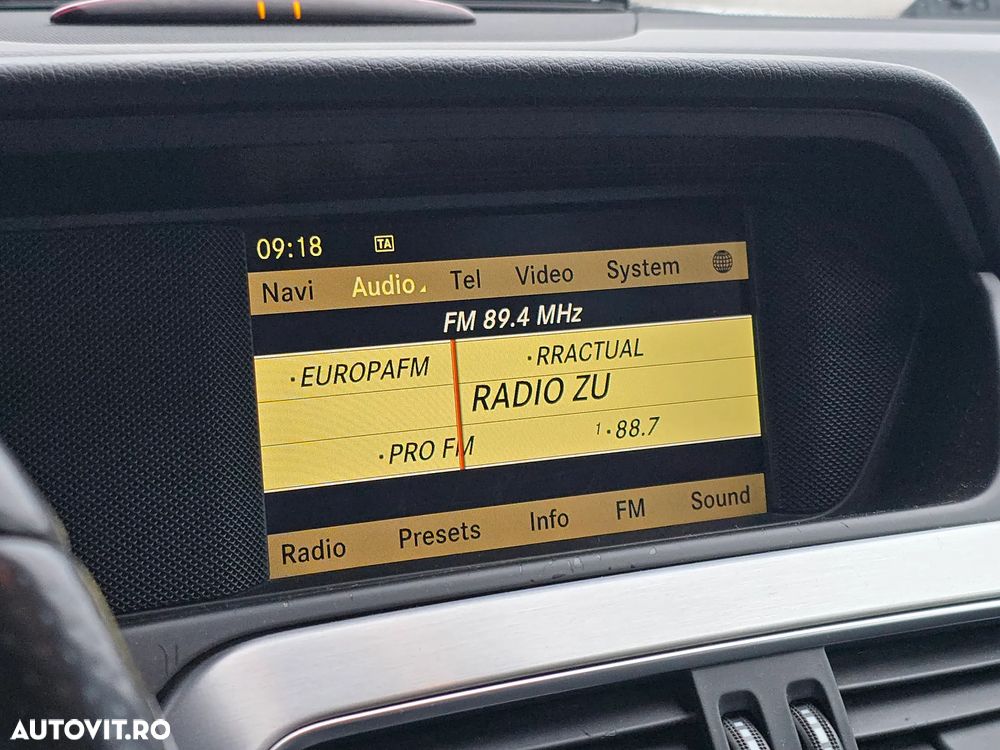 09:18 TA
Navi Audio Tel Video System
FM 89.4 MHz
·EUROPAFM ·RRACTUAL
RADIO ZU
·PRO FM 1·88.7
Radio Presets Info FM Sound
AUTOVIT.RO